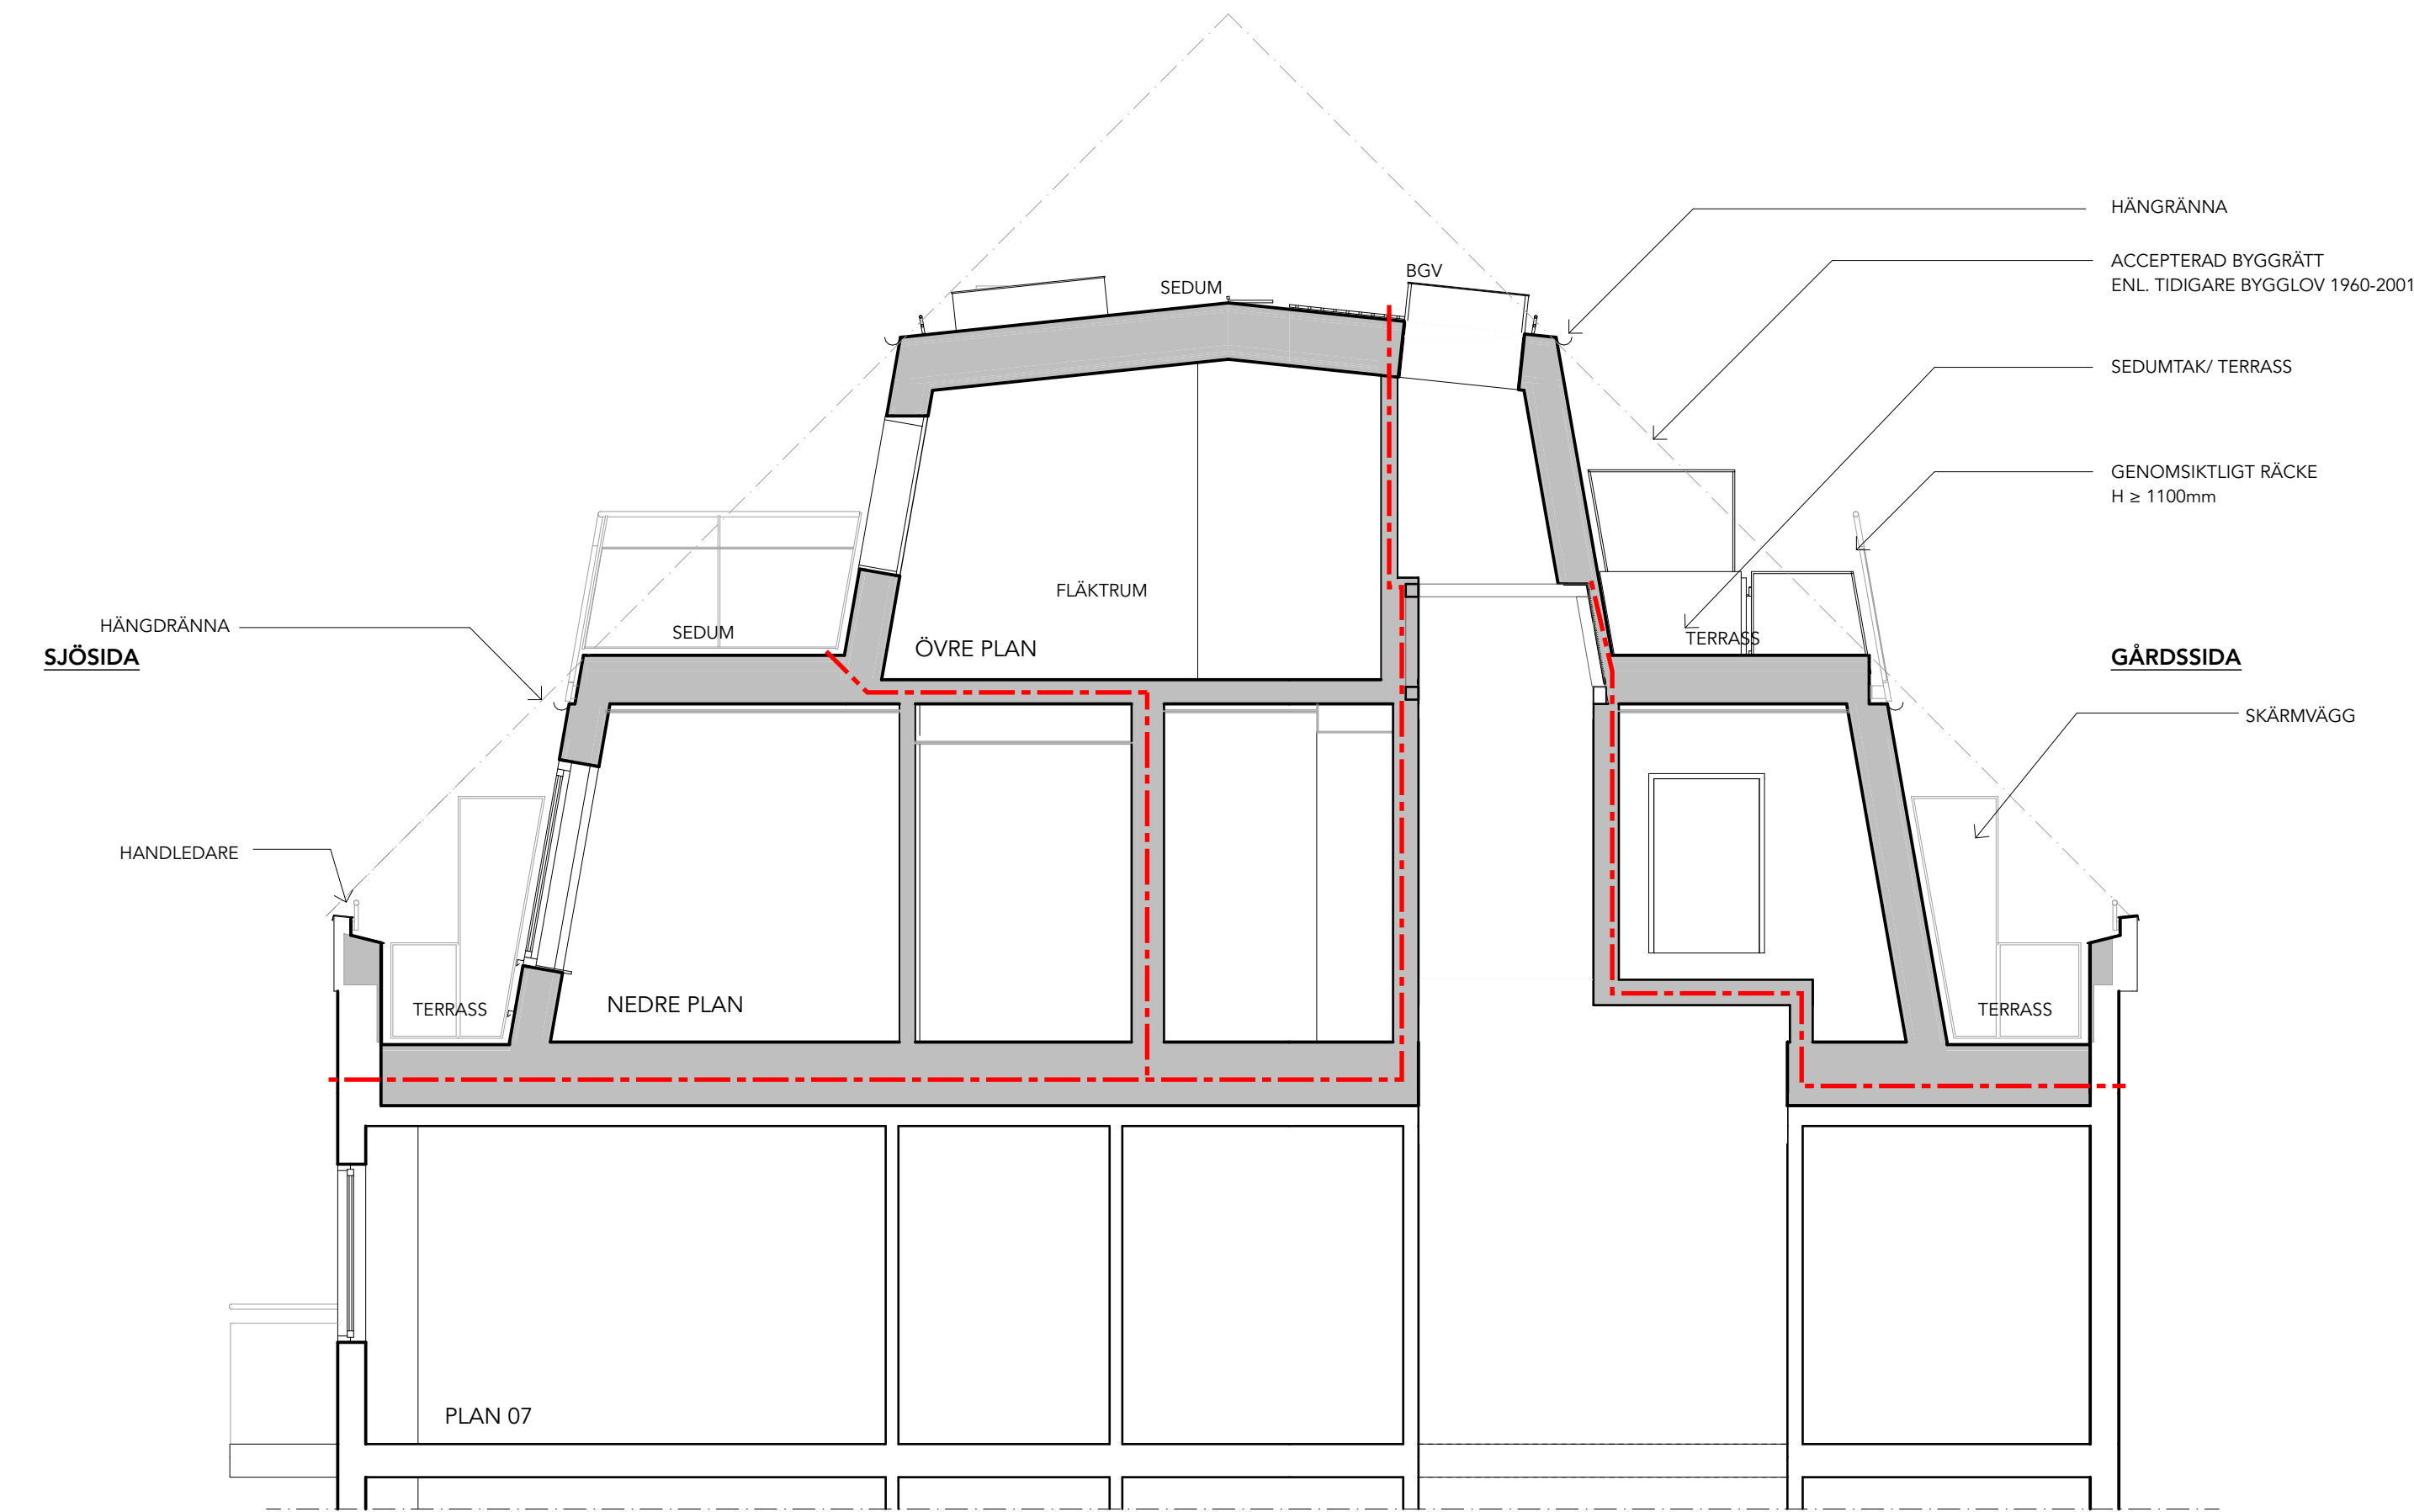 HÄNGRÄNNA
ACCEPTERAD BYGGRÄTT
ENL. TIDIGARE BYGGLOV 1960-2001
BGV
SEDUM
SEDUMTAK/ TERRASS
GENOMSIKTLIGT RÄCKE
H ≥ 1100mm
FLÄKTRUM
HÄNGDRÄNNA
SEDUM
TERRASS
ÖVRE PLAN
SJÖSIDA
GÅRDSSIDA
SKÄRMVÄGG
HANDLEDARE
NEDRE PLAN
TERRASS
TERRASS
PLAN 07